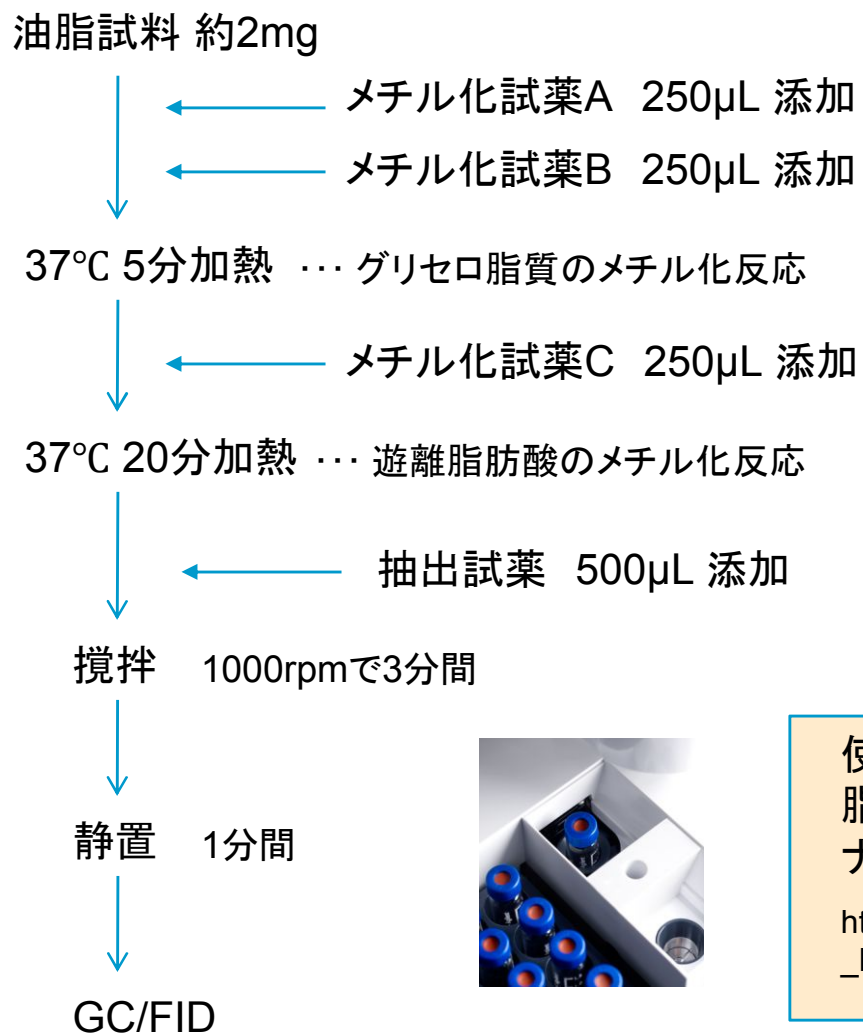 油脂試料 約2mg
メチル化試薬A 250µL 添加
メチル化試薬B 250µL 添加
37℃ 5分加熱 … グリセロ脂質のメチル化反応
メチル化試薬C 250µL 添加
37℃ 20分加熱 … 遊離脂肪酸のメチル化反応
抽出試薬 500µL 添加
撹拌 1000rpmで3分間
静置 1分間
GC/FID
使
脂
ナ
ht